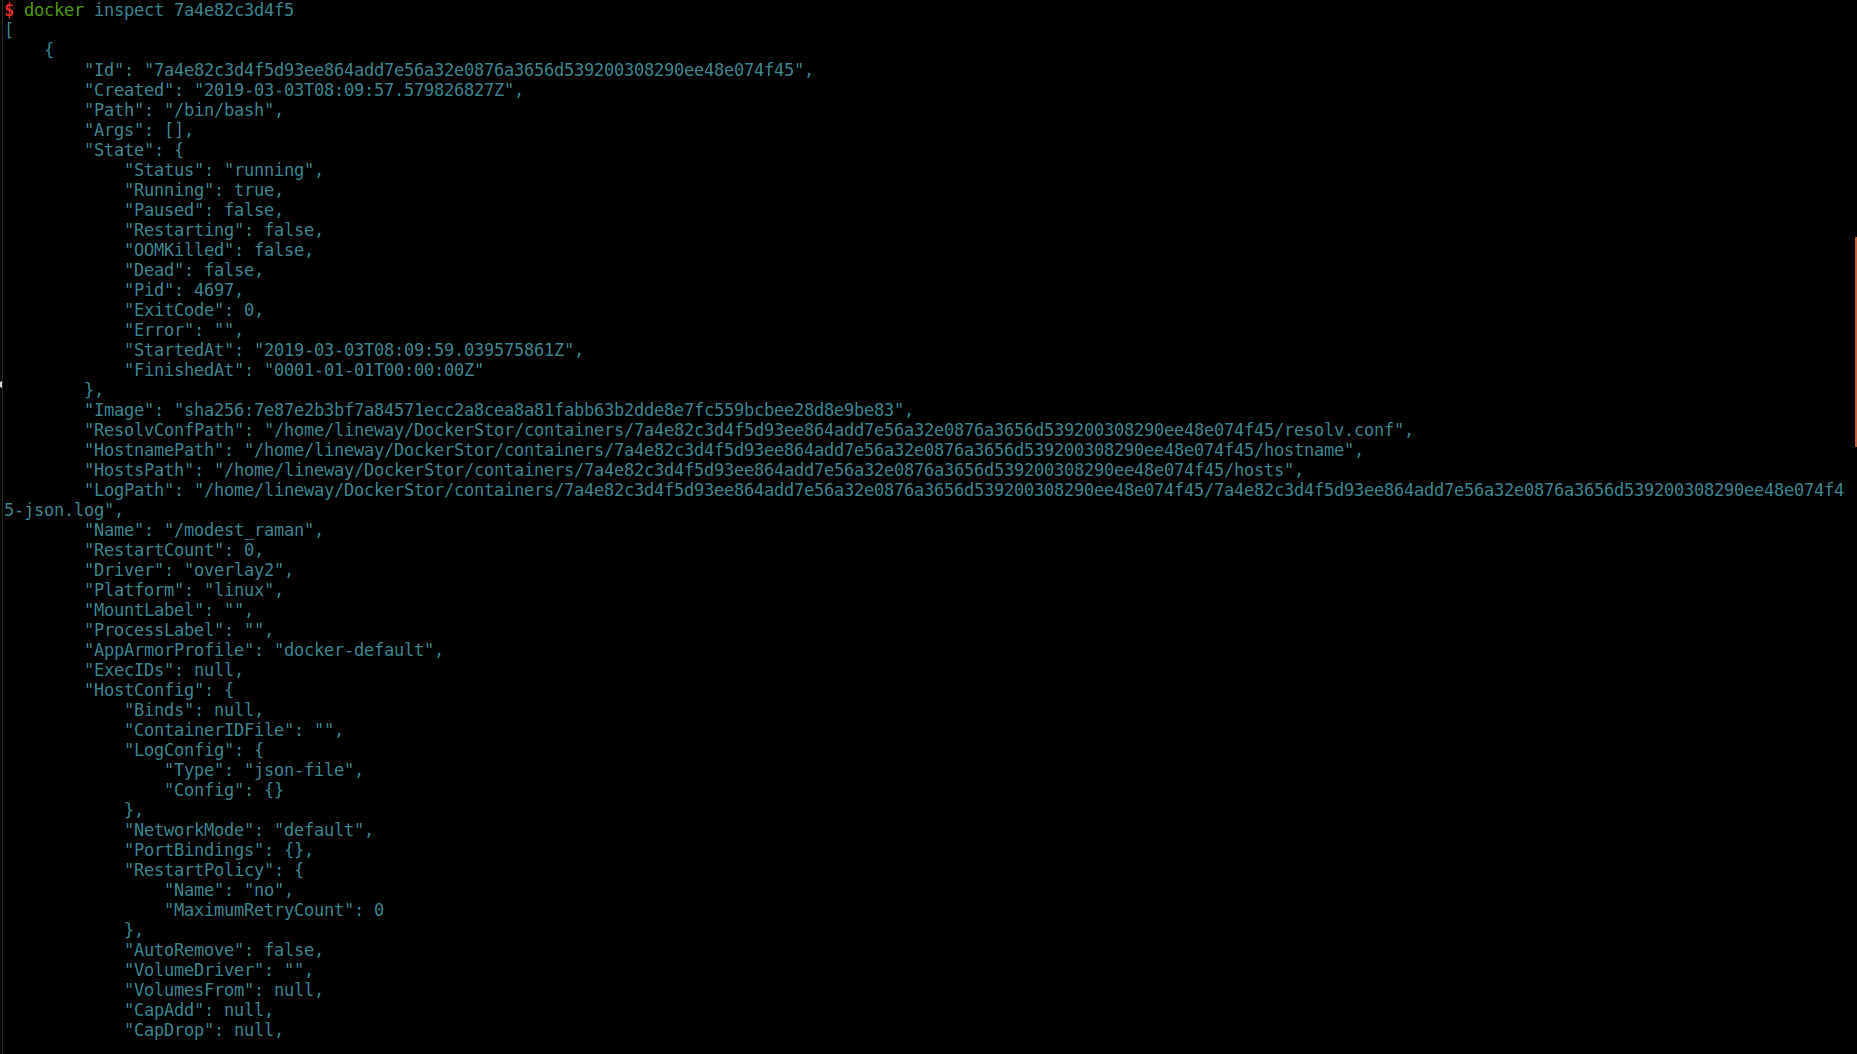 $ docker inspect 7a4e82c3d4f5
[
    {
        "Id": "7a4e82c3d4f5d93ee864add7e56a32e0876a3656d539200308290ee48e074f45",
        "Created": "2019-03-03T08:09:57.579826827Z",
        "Path": "/bin/bash",
        "Args": [],
        "State": {
            "Status": "running",
            "Running": true,
            "Paused": false,
            "Restarting": false,
            "OOMKilled": false,
            "Dead": false,
            "Pid": 4697,
            "ExitCode": 0,
            "Error": "",
            "StartedAt": "2019-03-03T08:09:59.039575861Z",
            "FinishedAt": "0001-01-01T00:00:00Z"
        },
        "Image": "sha256:7e87e2b3bf7a84571ecc2a8cea8a81fabb63b2dde8e7fc559bcbee28d8e9be83",
        "ResolvConfPath": "/home/lineway/DockerStor/containers/7a4e82c3d4f5d93ee864add7e56a32e0876a3656d539200308290ee48e074f45/resolv.conf",
        "HostnamePath": "/home/lineway/DockerStor/containers/7a4e82c3d4f5d93ee864add7e56a32e0876a3656d539200308290ee48e074f45/hostname",
        "HostsPath": "/home/lineway/DockerStor/containers/7a4e82c3d4f5d93ee864add7e56a32e0876a3656d539200308290ee48e074f45/hosts",
        "LogPath": "/home/lineway/DockerStor/containers/7a4e82c3d4f5d93ee864add7e56a32e0876a3656d539200308290ee48e074f45/7a4e82c3d4f5d93ee864add7e56a32e0876a3656d539200308290ee48e074f4
5-json.log",
        "Name": "/modest_raman",
        "RestartCount": 0,
        "Driver": "overlay2",
        "Platform": "linux",
        "MountLabel": "",
        "ProcessLabel": "",
        "AppArmorProfile": "docker-default",
        "ExecIDs": null,
        "HostConfig": {
            "Binds": null,
            "ContainerIDFile": "",
            "LogConfig": {
                "Type": "json-file",
                "Config": {}
            },
            "NetworkMode": "default",
            "PortBindings": {},
            "RestartPolicy": {
                "Name": "no",
                "MaximumRetryCount": 0
            },
            "AutoRemove": false,
            "VolumeDriver": "",
            "VolumesFrom": null,
            "CapAdd": null,
            "CapDrop": null,